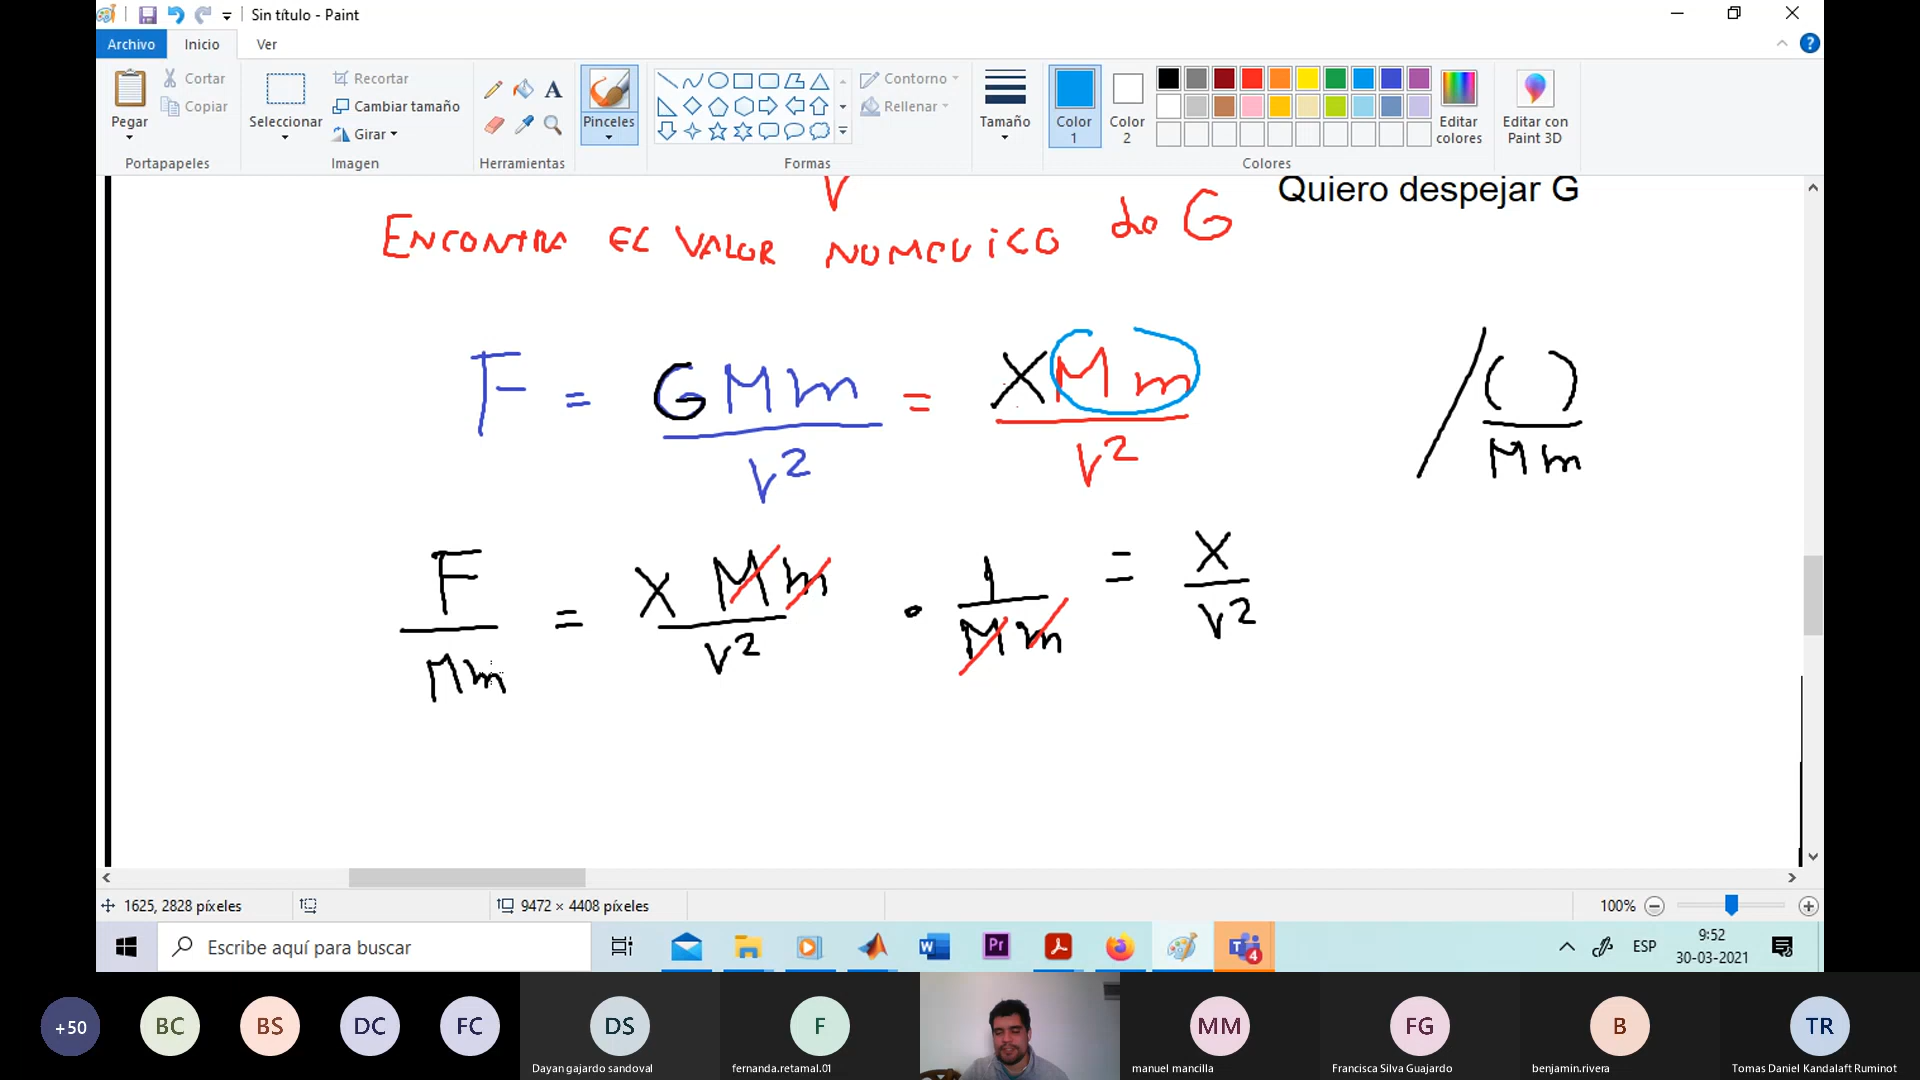 Sin título - Paint
Archivo Inicio Ver
Pegar
Cortar
Copiar
Portapapeles
Seleccionar
Recortar
Cambiar tamaño
Girar
Imagen
A
Herramientas
Pinceles
Contorno
Rellenar
Formas
Tamaño
Color 1
Color 2
Editar colores
Colores
Editar con Paint 3D
Quiero despejar G
ENCONTRA EL VALOR NUMERICO de G
F = GMm/r² = XMm/r² / ( )/Mm
F/Mm = X Mm/r² · 1/Mm = X/r²
1625, 2828 píxeles
9472 × 4408 píxeles
100%
Escribe aquí para buscar
W
Pr
4
ESP
9:52
30-03-2021
+50
BC
BS
DC
FC
DS
F
MM
FG
B
TR
Dayan gajardo sandoval
fernanda.retamal.01
manuel mancilla
Francisca Silva Guajardo
benjamin.rivera
Tomas Daniel Kandalaft Ruminot